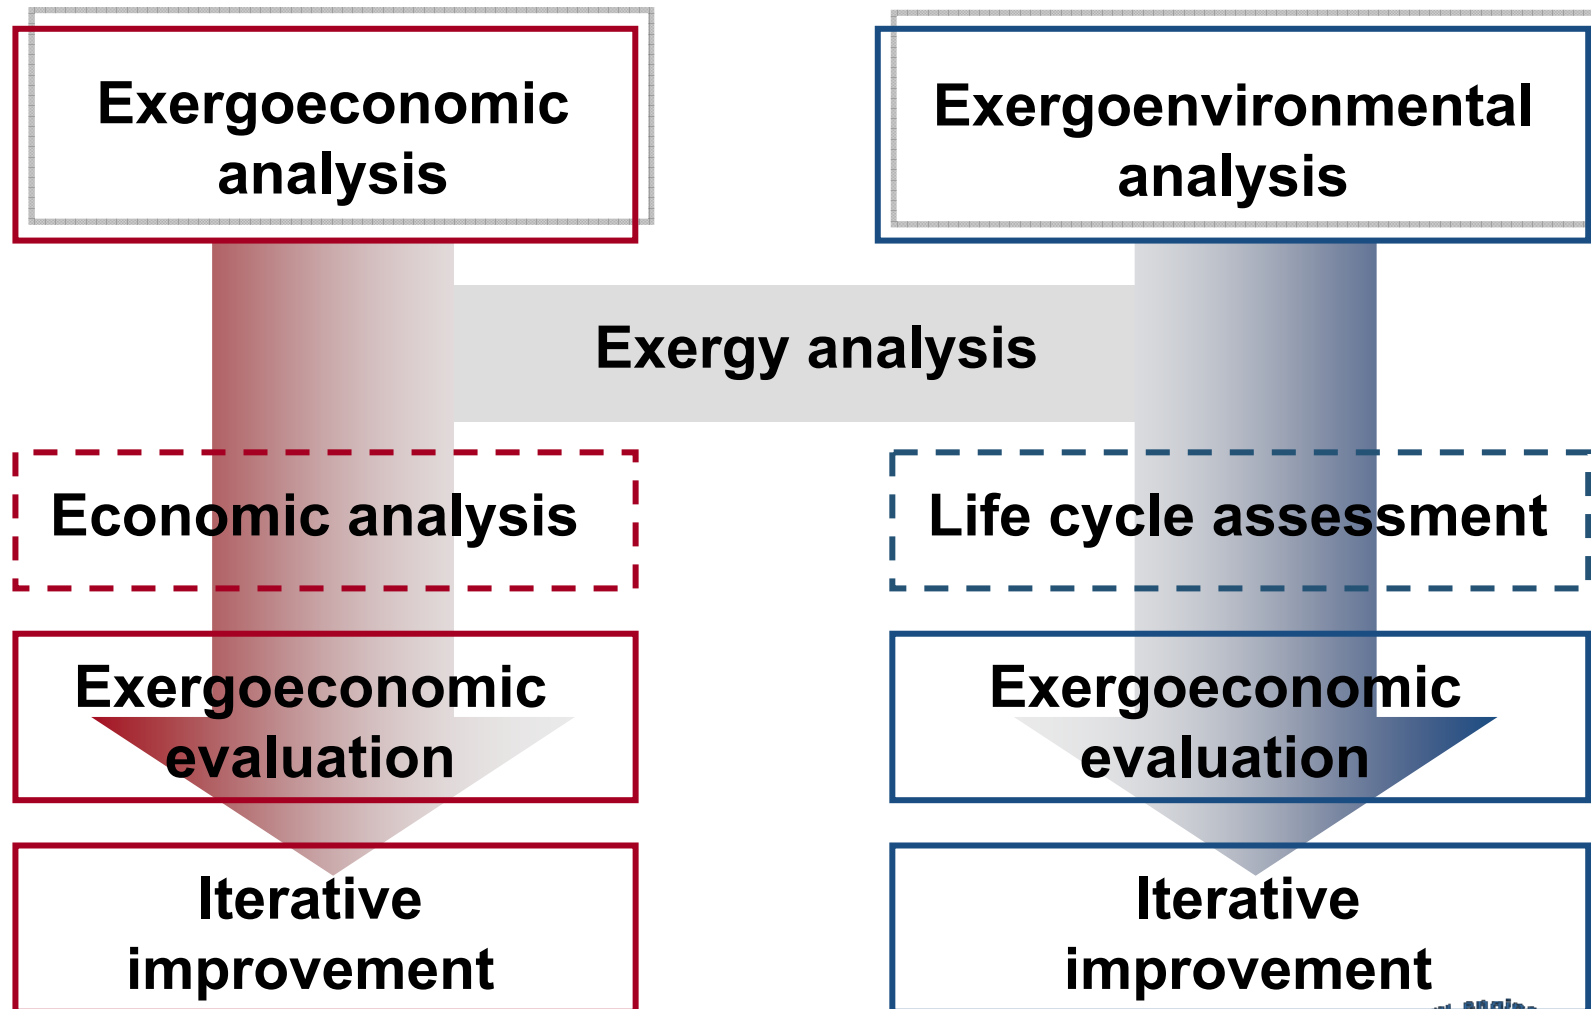 Exergoeconomic
analysis
Exergoenvironmental
analysis
Exergy analysis
Economic analysis
Life cycle assessment
Exergoeconomic
evaluation
Exergoeconomic
evaluation
Iterative
improvement
Iterative
improvement